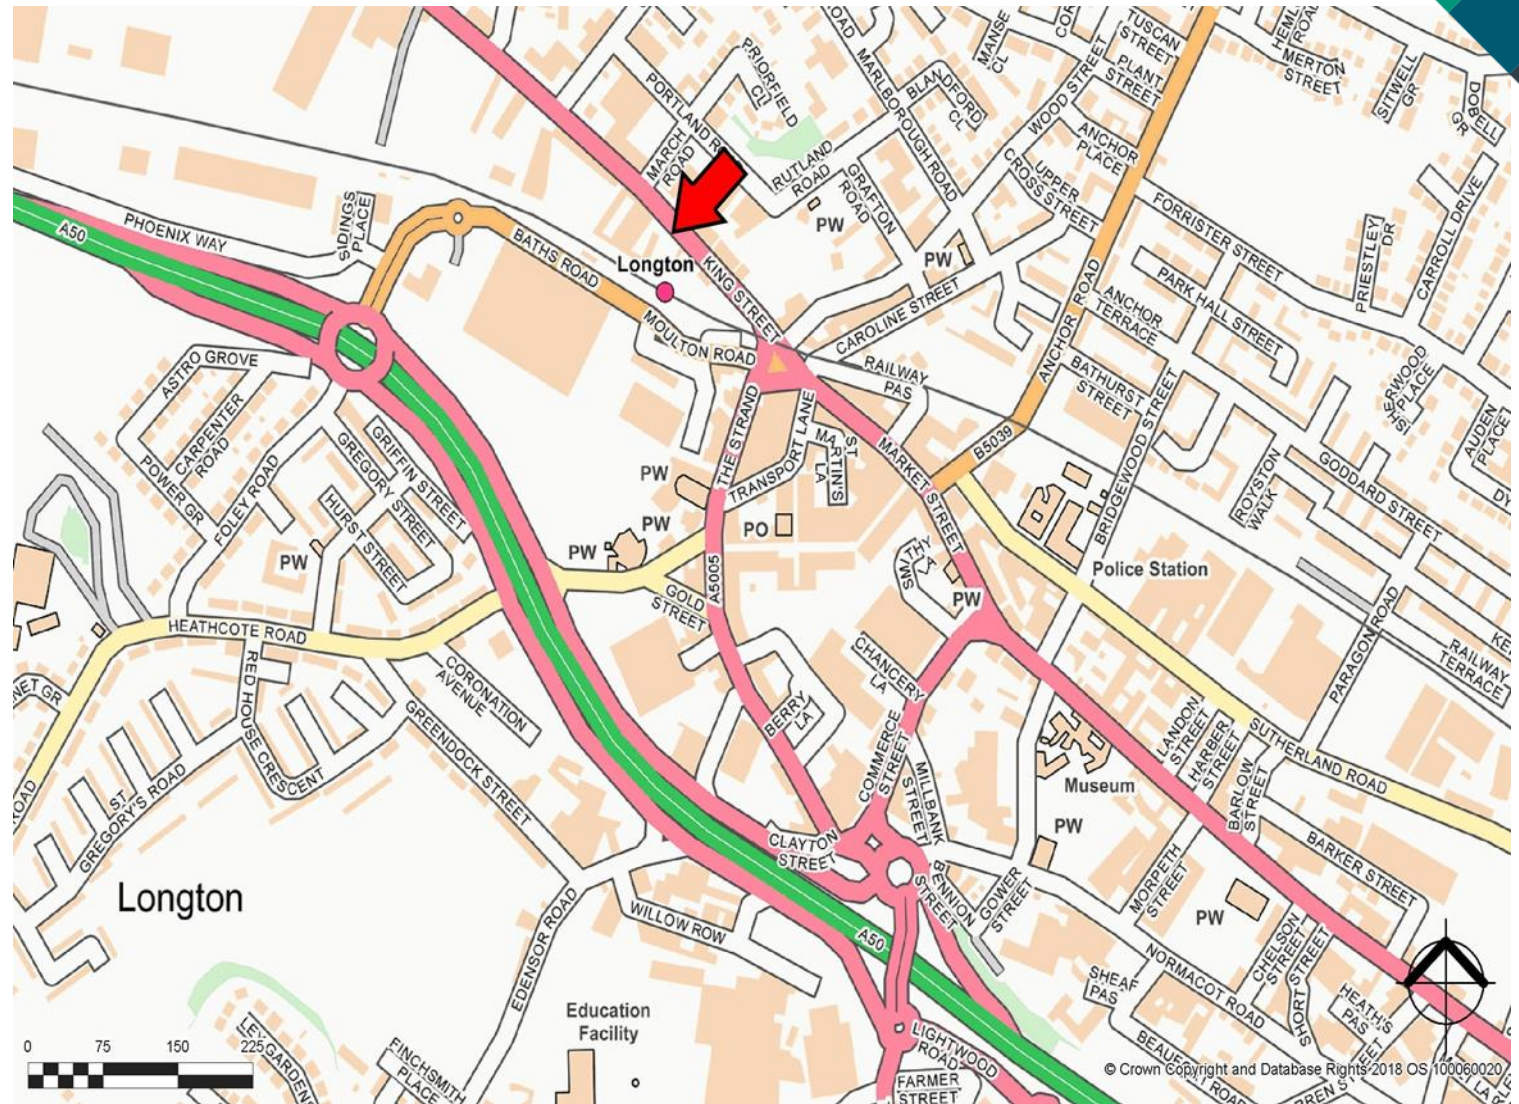 TUSCAN
STREET
PLANT
STREET
MERTON
STREET
SITWELL
GR
MANSE
CL
PRIORFIELD
CL
PORTLAND
MARCH
ROAD
MARLBOROUGH ROAD
BLANDFORD
CL
WOOD STREET
ANCHOR
PLACE
UPPER
CROSS STREET
RUTLAND
ROAD
GRAFTON
ROAD
PW
PW
FORRISTER STREET
PRIESTLEY
DR
CARROLL DRIVE
PARK HALL STREET
ANCHOR
TERRACE
ANCHOR ROAD
BATHURST
STREET
A50
PHOENIX WAY
SIDINGS
PLACE
BATHS ROAD
Longton
KING STREET
MOULTON ROAD
CAROLINE STREET
RAILWAY
PAS
ASTRO GROVE
CARPENTER
ROAD
POWER GR
FOLEY ROAD
GRIFFIN STREET
GREGORY STREET
HURST STREET
PW
THE STRAND
TRANSPORT LANE
ST
MARTIN'S
LA
MARKET STREET
B5039
BRIDGEWOOD STREET
ROYSTON
WALK
GODDARD STREET
AUDEN
PLACE
PW
PW
PW
PO
A5005
GOLD
STREET
SMITHY
LA
PW
Police Station
PARAGON ROAD
RAILWAY
TERRACE
HEATHCOTE ROAD
RED HOUSE CRESCENT
CORONATION
AVENUE
GREENDOCK STREET
ST
GREGORY'S ROAD
NET GR
ROAD
CHANCERY
LA
BERRY
LA
COMMERCE
STREET
MILLBANK
STREET
LANDON
STREET
HARBER
STREET
BARLOW
STREET
SUTHERLAND ROAD
Museum
PW
CLAYTON
STREET
BENNION
STREET
GOWER
STREET
MORPETH
STREET
BARKER STREET
PW
Longton
WILLOW ROW
EDENSOR ROAD
A50
NORMACOT ROAD
CHELSON
STREET
SHORT STREET
SHEAF
PAS
HEATH'S
PAS
Education
Facility
LIGHTWOOD
ROAD
FARMER
STREET
FINCHSMITH
PLACE
BEAUFORT ROAD
0 75 150 225
© Crown Copyright and Database Rights 2018 OS 100060020